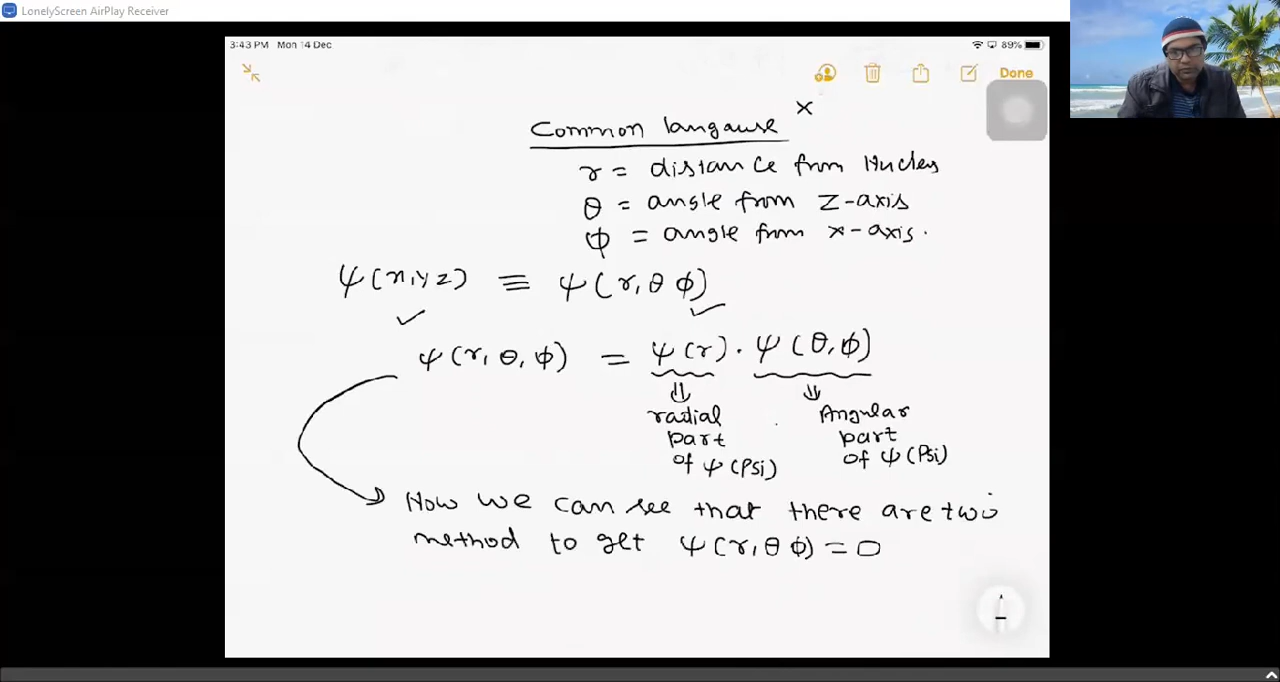 LonelyScreen AirPlay Receiver
3:43 PM Mon 14 Dec
89%
Done
Common langause
x
r = distance from Nucleus
θ = angle from Z-axis
φ = angle from x-axis.
ψ(x,y z) ≡ ψ(r, θ φ)
ψ(r, θ, φ) = ψ(r) . ψ(θ, φ)
radial part of ψ (Psi)
Angular part of ψ (Psi)
Now we can see that there are two
method to get ψ(r, θ φ) = 0